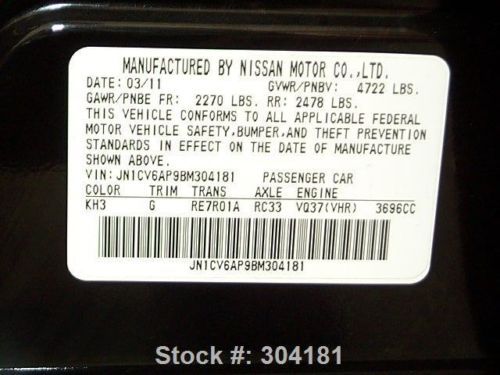 MANUFACTURED BY NISSAN MOTOR CO.,LTD.
DATE: 03/11 GVWR/PNBV: 4722 LBS.
GAWR/PNBE FR: 2270 LBS. RR: 2478 LBS.
THIS VEHICLE CONFORMS TO ALL APPLICABLE FEDERAL
MOTOR VEHICLE SAFETY,BUMPER,AND THEFT PREVENTION
STANDARDS IN EFFECT ON THE DATE OF MANUFACTURE
SHOWN ABOVE.
VIN:JN1CV6AP9BM304181 PASSENGER CAR
COLOR TRIM TRANS AXLE ENGINE
KH3 G RE7R01A RC33 VQ37(VHR) 3696CC
JN1CV6AP9BM304181
Stock #: 304181